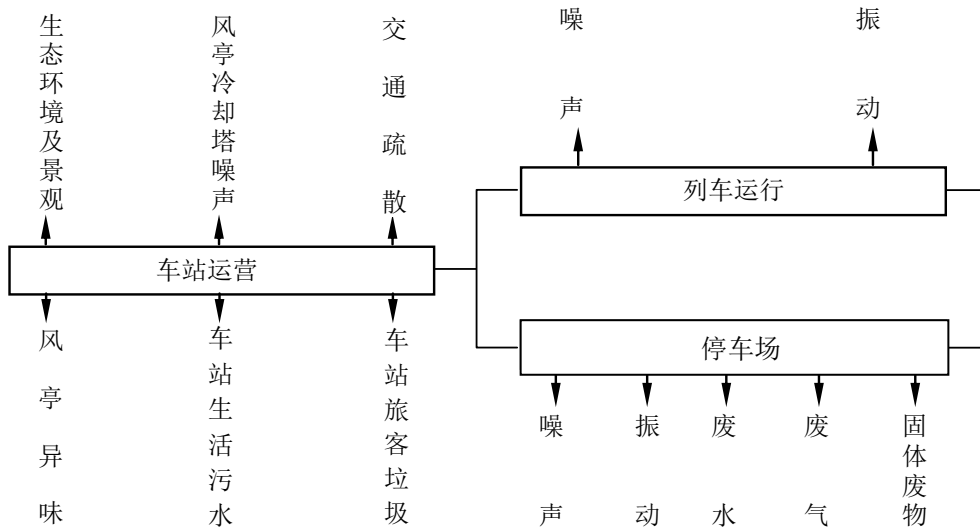 生态环境及景观
风亭冷却塔噪声
交通疏散
噪声
振动
列车运行
车站运营
停车场
风亭异味
车站生活污水
车站旅客垃圾
噪声
振动
废水
废气
固体废物